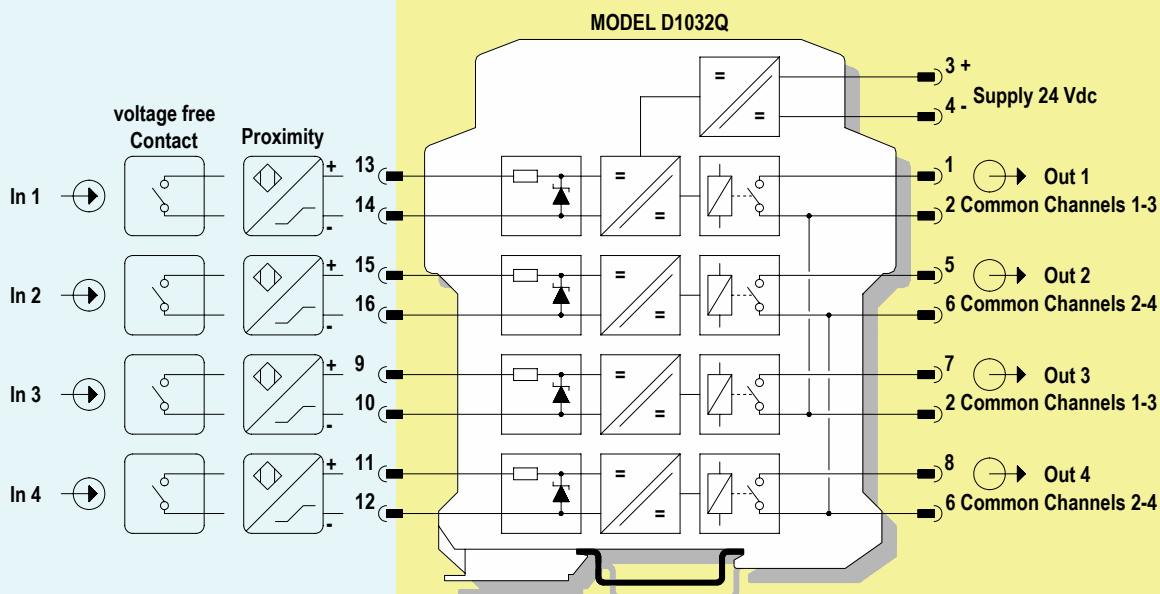 MODEL D1032Q
3 +
4 - Supply 24 Vdc
voltage free
Contact
Proximity
In 1
+ 13
14
-
= =
= =
1 Out 1
2 Common Channels 1-3
In 2
+ 15
16
-
= =
5 Out 2
6 Common Channels 2-4
In 3
+ 9
10
-
= =
7 Out 3
2 Common Channels 1-3
In 4
+ 11
12
-
= =
8 Out 4
6 Common Channels 2-4